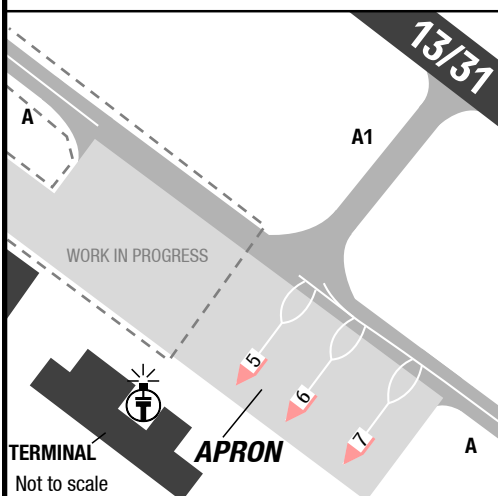 13/31
A
A1
WORK IN PROGRESS
5
6
7
TERMINAL
APRON
A
Not to scale